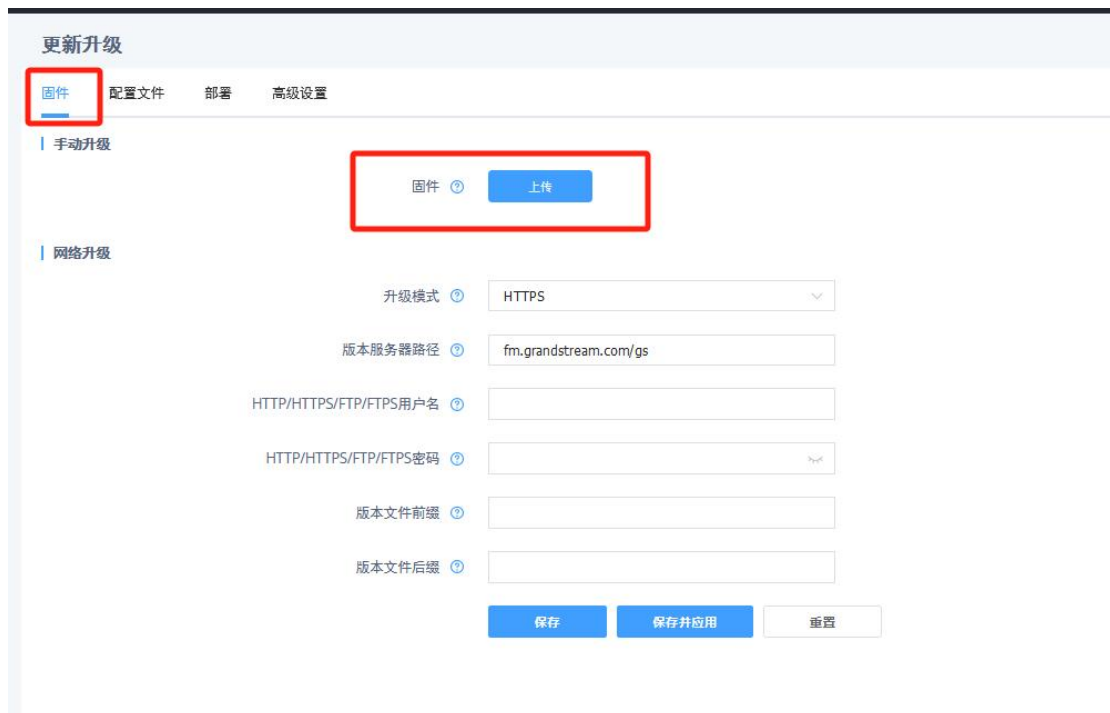 更新升级
固件 配置文件 部署 高级设置
手动升级
固件 上传
网络升级
升级模式 HTTPS
版本服务器路径 fm.grandstream.com/gs
HTTP/HTTPS/FTP/FTPS用户名
HTTP/HTTPS/FTP/FTPS密码
版本文件前缀
版本文件后缀
保存 保存并应用 重置